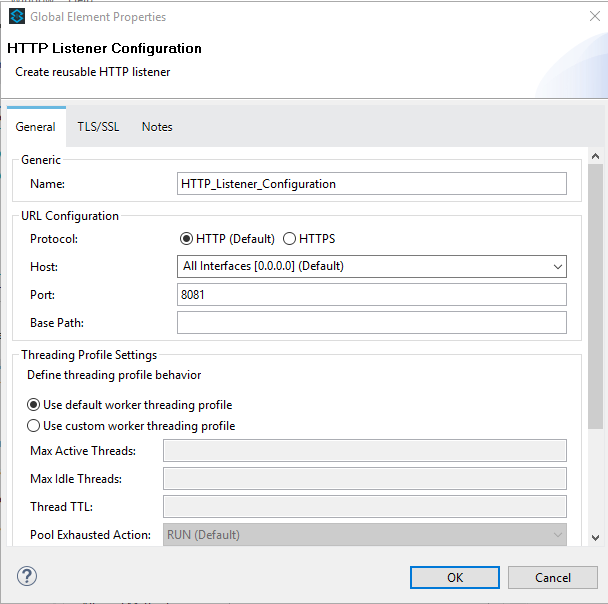 Global Element Properties
HTTP Listener Configuration
Create reusable HTTP listener
General TLS/SSL Notes
Generic
Name: HTTP_Listener_Configuration
URL Configuration
Protocol: HTTP (Default) HTTPS
Host: All Interfaces [0.0.0.0] (Default)
Port: 8081
Base Path:
Threading Profile Settings
Define threading profile behavior
Use default worker threading profile
Use custom worker threading profile
Max Active Threads:
Max Idle Threads:
Thread TTL:
Pool Exhausted Action: RUN (Default)
? OK Cancel